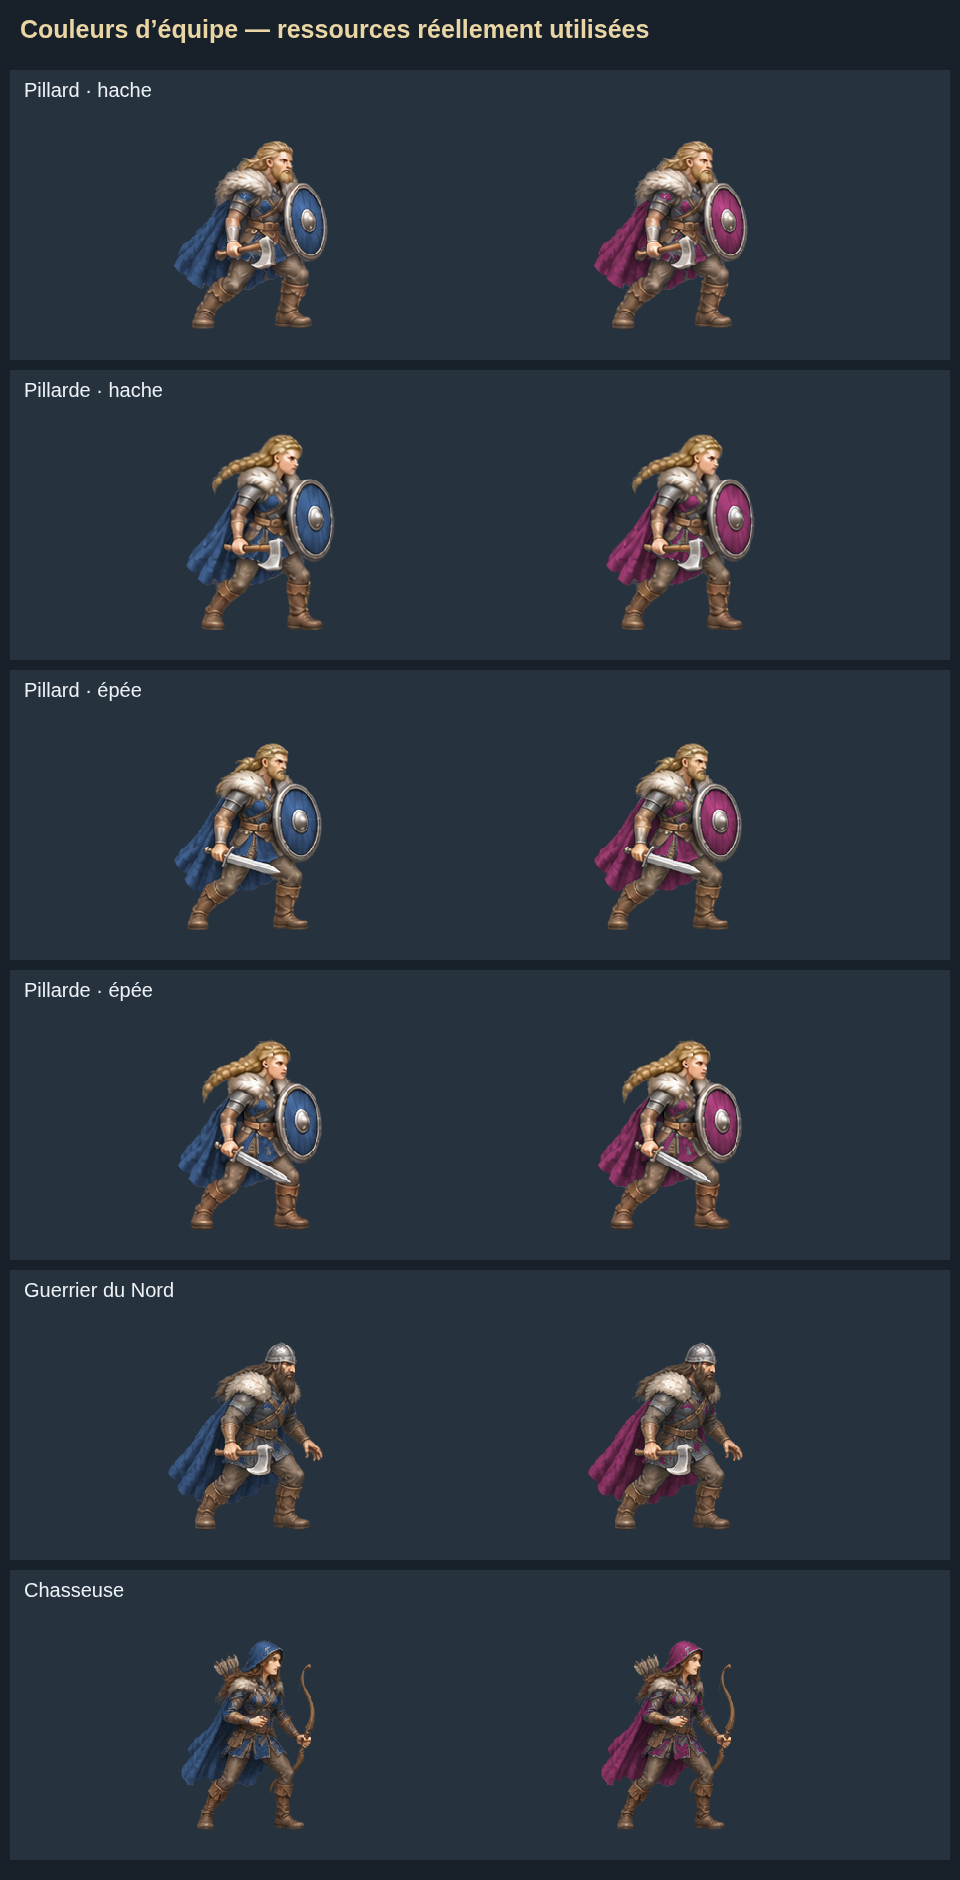 Couleurs d’équipe — ressources réellement utilisées
Pillard · hache
Pillarde · hache
Pillard · épée
Pillarde · épée
Guerrier du Nord
Chasseuse